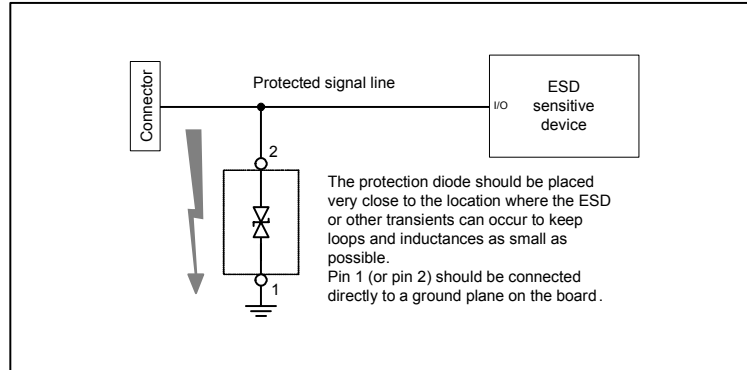 Connector
Protected signal line
I/O
ESD
sensitive
device
2
The protection diode should be placed
very close to the location where the ESD
or other transients can occur to keep
loops and inductances as small as
possible.
Pin 1 (or pin 2) should be connected
directly to a ground plane on the board.
1